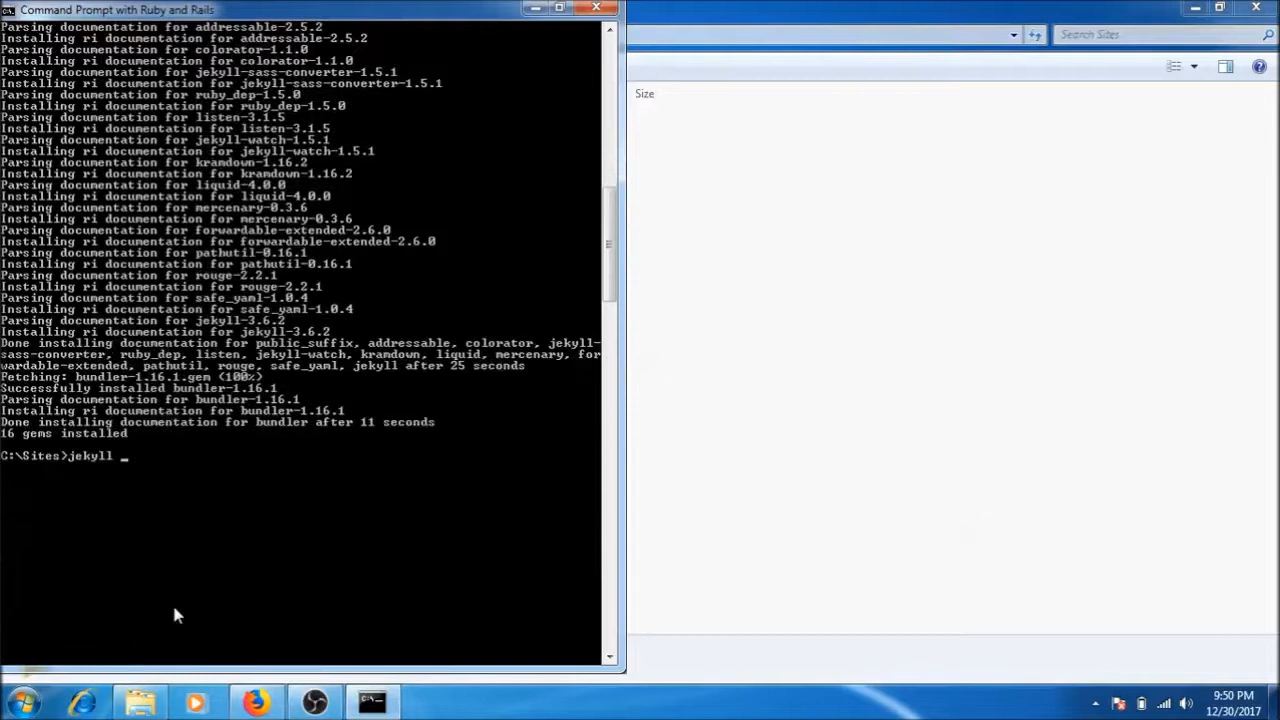 Command Prompt with Ruby and Rails
Parsing documentation for addressable-2.5.2
Installing ri documentation for addressable-2.5.2
Parsing documentation for colorator-1.1.0
Installing ri documentation for colorator-1.1.0
Parsing documentation for jekyll-sass-converter-1.5.1
Installing ri documentation for jekyll-sass-converter-1.5.1
Parsing documentation for ruby_dep-1.5.0
Installing ri documentation for ruby_dep-1.5.0
Parsing documentation for listen-3.1.5
Installing ri documentation for listen-3.1.5
Parsing documentation for jekyll-watch-1.5.1
Installing ri documentation for jekyll-watch-1.5.1
Parsing documentation for kramdown-1.16.2
Installing ri documentation for kramdown-1.16.2
Parsing documentation for liquid-4.0.0
Installing ri documentation for liquid-4.0.0
Parsing documentation for mercenary-0.3.6
Installing ri documentation for mercenary-0.3.6
Parsing documentation for forwardable-extended-2.6.0
Installing ri documentation for forwardable-extended-2.6.0
Parsing documentation for pathutil-0.16.1
Installing ri documentation for pathutil-0.16.1
Parsing documentation for rouge-2.2.1
Installing ri documentation for rouge-2.2.1
Parsing documentation for safe_yaml-1.0.4
Installing ri documentation for safe_yaml-1.0.4
Parsing documentation for jekyll-3.6.2
Installing ri documentation for jekyll-3.6.2
Done installing documentation for public_suffix, addressable, colorator, jekyll-
sass-converter, ruby_dep, listen, jekyll-watch, kramdown, liquid, mercenary, for
wardable-extended, pathutil, rouge, safe_yaml, jekyll after 25 seconds
Fetching: bundler-1.16.1.gem (100%)
Successfully installed bundler-1.16.1
Parsing documentation for bundler-1.16.1
Installing ri documentation for bundler-1.16.1
Done installing documentation for bundler after 11 seconds
16 gems installed
C:\Sites>jekyll _
Search Sites
Size
9:50 PM
12/30/2017